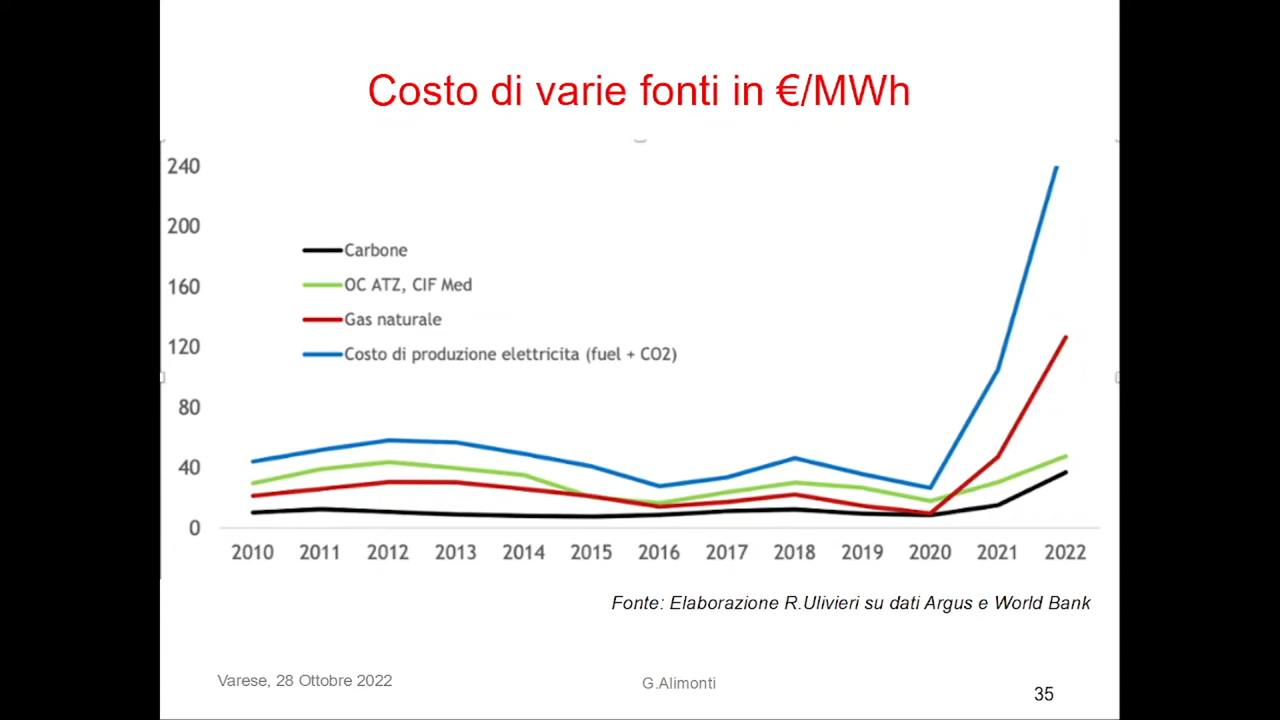 Costo di varie fonti in €/MWh
240
200
160
120
80
40
0
Carbone
OC ATZ, CIF Med
Gas naturale
Costo di produzione elettricita (fuel + CO2)
2010 2011 2012 2013 2014 2015 2016 2017 2018 2019 2020 2021 2022
Fonte: Elaborazione R.Ulivieri su dati Argus e World Bank
Varese, 28 Ottobre 2022
G.Alimonti
35